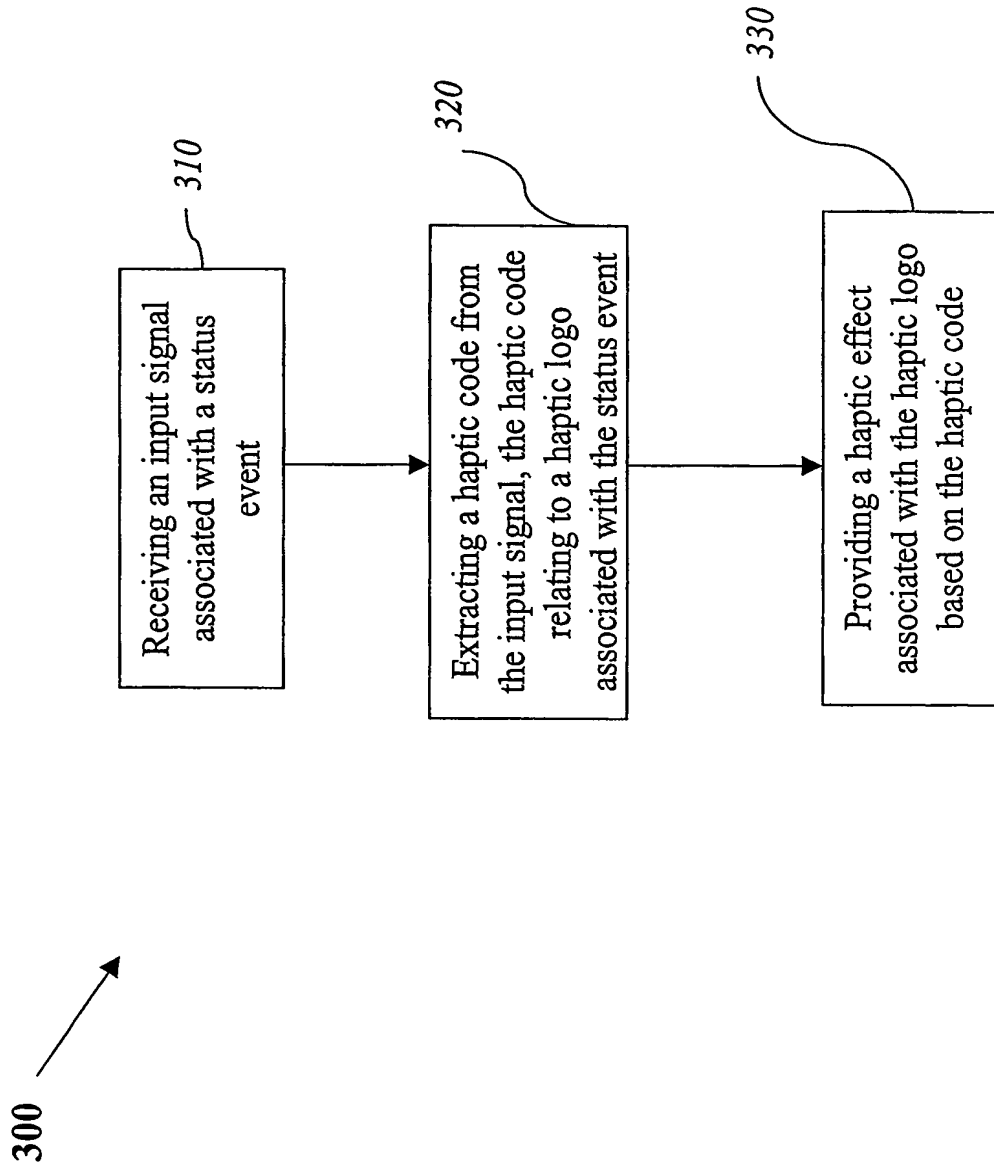 300
Receiving an input signal
associated with a status
event
310
Extracting a haptic code from
the input signal, the haptic code
relating to a haptic logo
associated with the status event
320
Providing a haptic effect
associated with the haptic logo
based on the haptic code
330